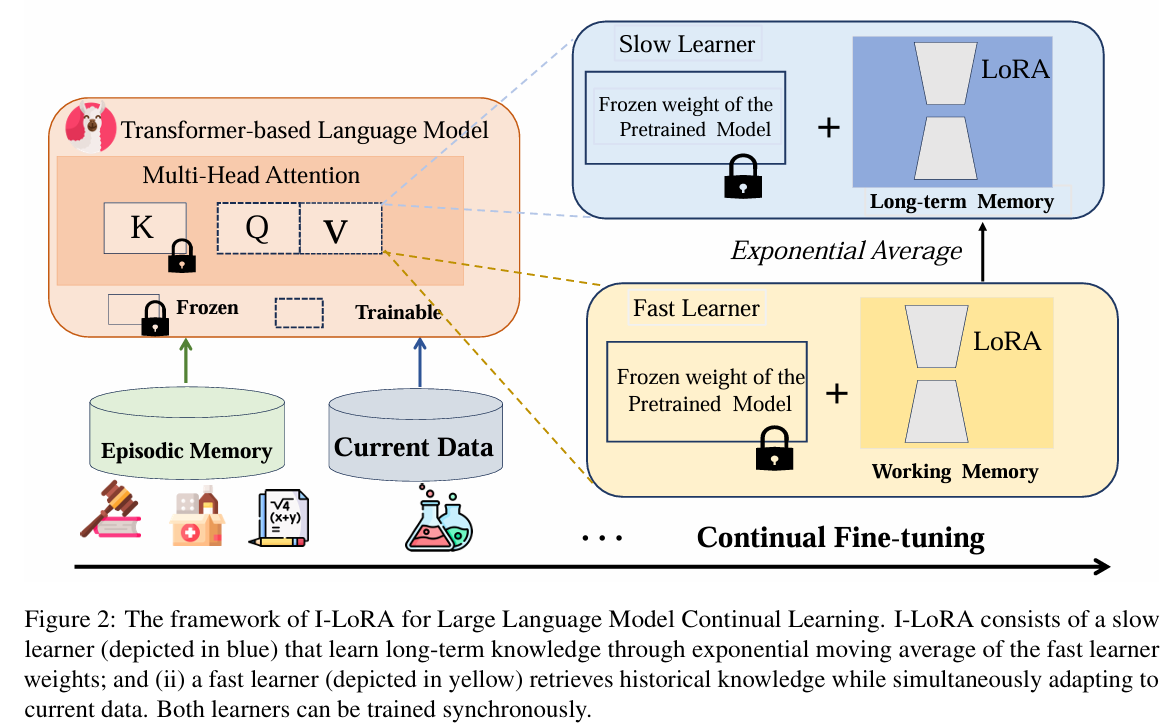 Slow Learner
LoRA
Frozen weight of the
Pretrained Model
+
Long-term Memory
Transformer-based Language Model
Multi-Head Attention
K
Q
V
Frozen
Trainable
Exponential Average
Fast Learner
LoRA
Frozen weight of the
Pretrained Model
+
Working Memory
Episodic Memory
Current Data
√4
(x+y)
=
...
Continual Fine-tuning
Figure 2: The framework of I-LoRA for Large Language Model Continual Learning. I-LoRA consists of a slow
learner (depicted in blue) that learn long-term knowledge through exponential moving average of the fast learner
weights; and (ii) a fast learner (depicted in yellow) retrieves historical knowledge while simultaneously adapting to
current data. Both learners can be trained synchronously.